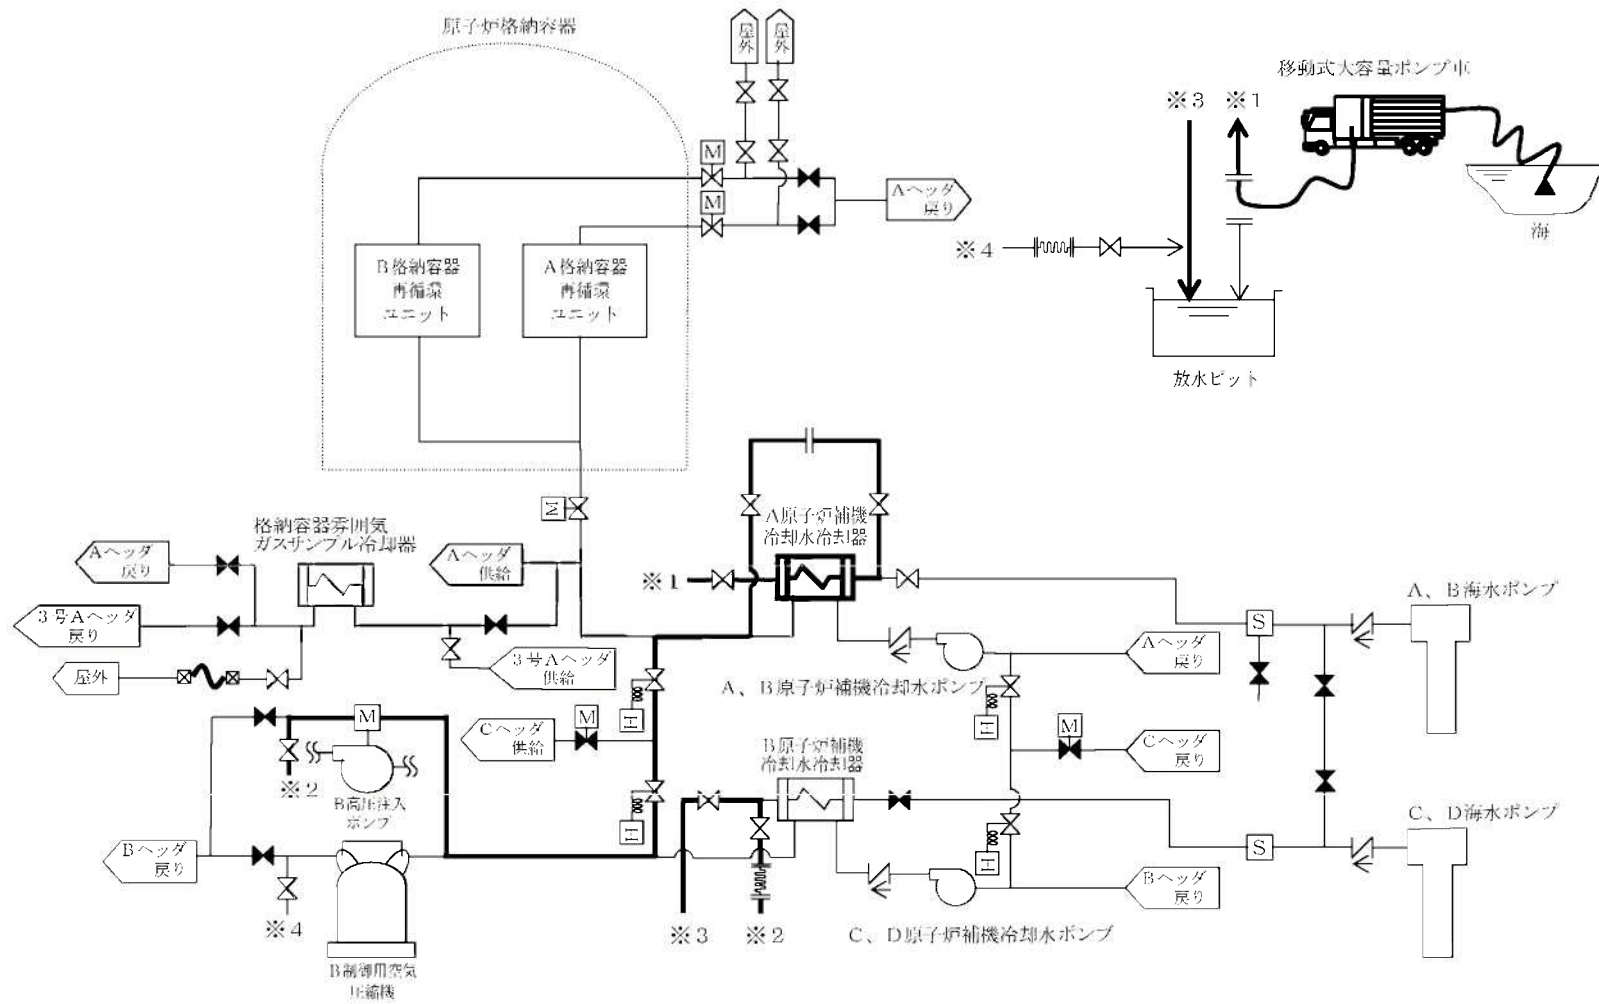 原子炉格納容器
屋外
屋外
移動式大容量ポンプ車
※3
※1
M
M
Aヘッダ
戻り
※4
海
B格納容器
再循環
ユニット
A格納容器
再循環
ユニット
放水ピット
M
格納容器雰囲気
ガスサンプル冷却器
A原子炉補機
冷却水冷却器
Aヘッダ
戻り
Aヘッダ
供給
※1
A、B海水ポンプ
3号Aヘッダ
戻り
S
3号Aヘッダ
供給
Aヘッダ
戻り
屋外
A、B原子炉補機冷却水ポンプ
H
H
M
Cヘッダ
供給
M
M
Cヘッダ
戻り
B原子炉補機
冷却水冷却器
※2
B高圧注入
ポンプ
H
C、D海水ポンプ
H
S
Bヘッダ
戻り
Bヘッダ
戻り
※4
※3
※2
C、D原子炉補機冷却水ポンプ
B制御用空気
圧縮機